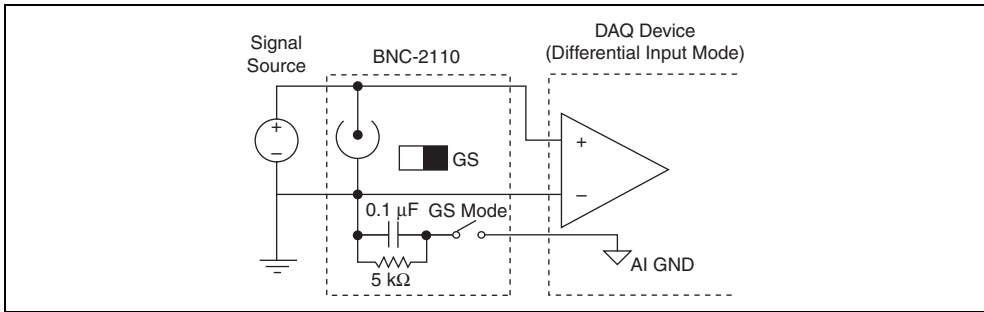 Signal
Source
BNC-2110
DAQ Device
(Differential Input Mode)
+
–
GS
+
–
0.1 μF
GS Mode
5 kΩ
AI GND